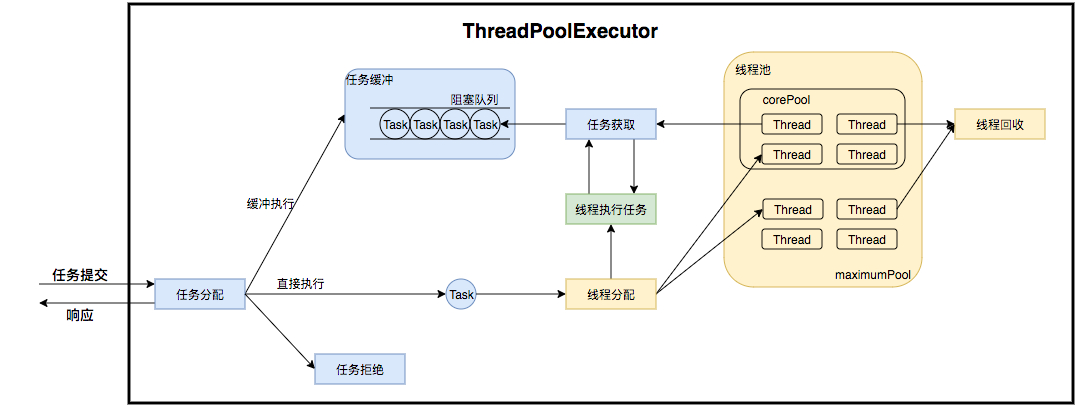 ThreadPoolExecutor
任务缓冲
阻塞队列
Task Task Task Task
任务获取
线程池
corePool
Thread Thread
Thread Thread
线程回收
缓冲执行
线程执行任务
Thread Thread
Thread Thread
maximumPool
任务提交
响应
任务分配
直接执行
Task
线程分配
任务拒绝